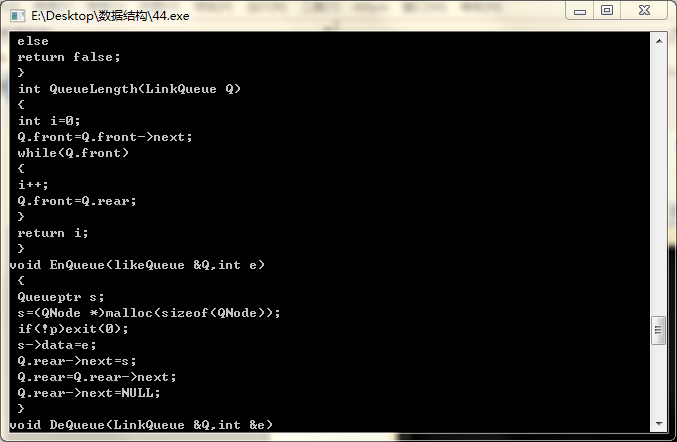 E:\Desktop\数据结构\44.exe
else
return false;
}
int QueueLength(LinkQueue Q)
{
int i=0;
Q.front=Q.front->next;
while(Q.front)
{
i++;
Q.front=Q.rear;
}
return i;
}
void EnQueue(likeQueue &Q,int e)
{
Queueptr s;
s=(QNode *)malloc(sizeof(QNode));
if(!p)exit(0);
s->data=e;
Q.rear->next=s;
Q.rear=Q.rear->next;
Q.rear->next=NULL;
}
void DeQueue(LinkQueue &Q,int &e)